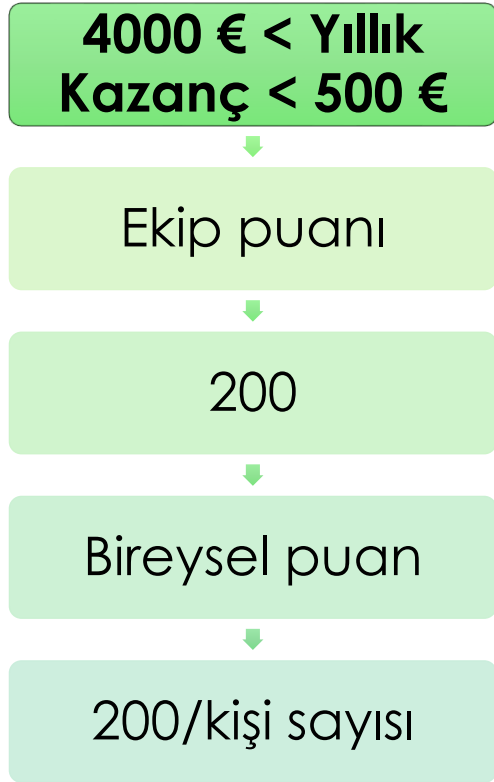 4000 € < Yıllık
Kazanç < 500 €
Ekip puanı
200
Bireysel puan
200/kişi sayısı